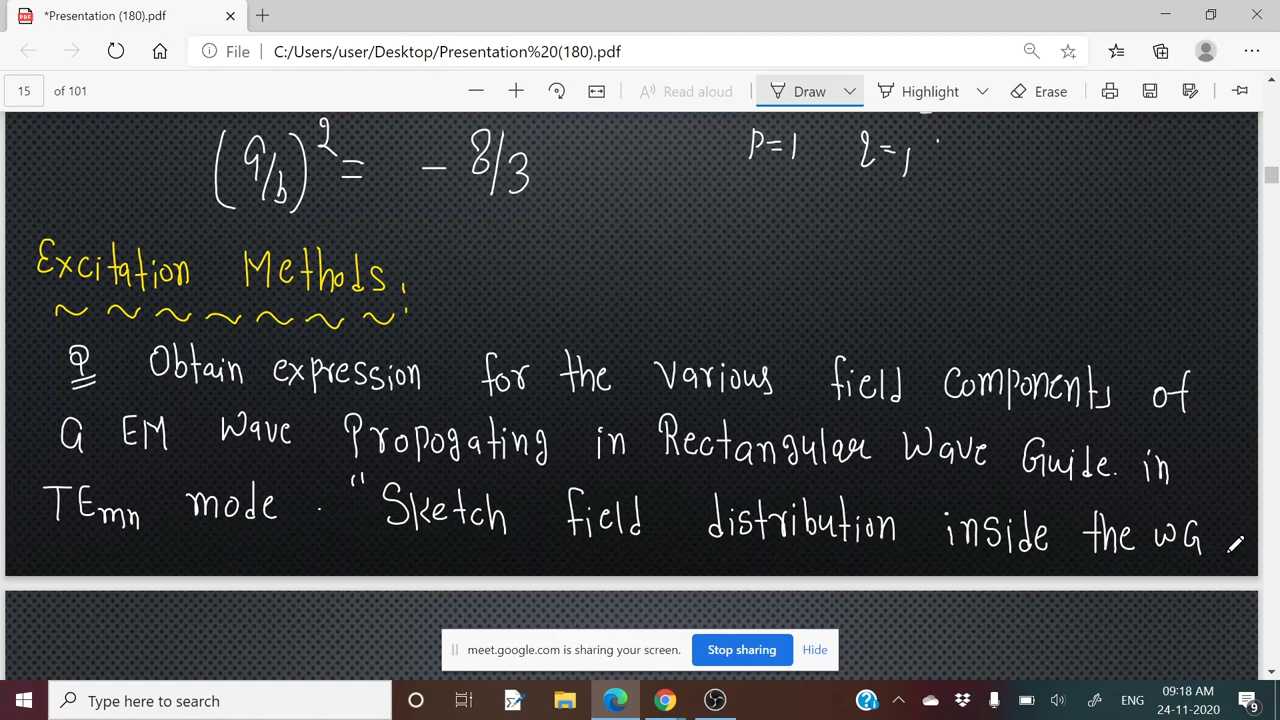 *Presentation (180).pdf
File C:/Users/user/Desktop/Presentation%20(180).pdf
15 of 101 Read aloud Draw Highlight Erase
(a/b)² = - 8/3 p=1 q=1
Excitation Methods:
Q Obtain expression for the various field components of
a EM Wave Propogating in Rectangular Wave Guide. in
TEmn mode. "Sketch field distribution inside the WG
meet.google.com is sharing your screen. Stop sharing Hide
Type here to search ENG 09:18 AM
24-11-2020 9